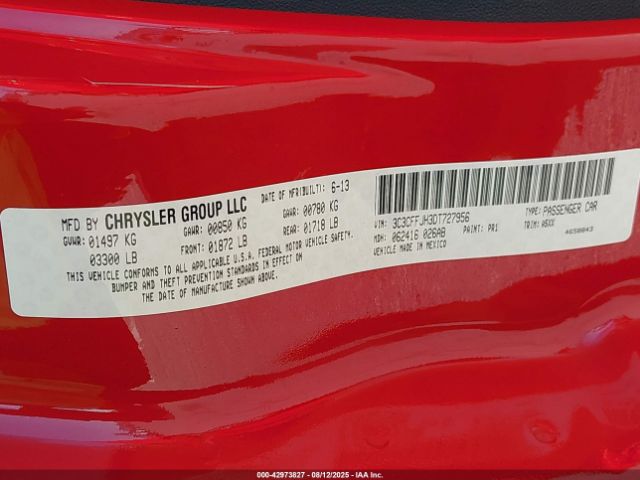 MFD BY CHRYSLER GROUP LLC DATE OF MFR(BUILT): 6-13
GVWR: 01497 KG GAWR: 00850 KG GAWR: 00780 KG
03300 LB FRONT: 01872 LB REAR: 01718 LB
THIS VEHICLE CONFORMS TO ALL APPLICABLE U.S.A. FEDERAL MOTOR VEHICLE SAFETY,
BUMPER AND THEFT PREVENTION STANDARDS IN EFFECT ON
THE DATE OF MANUFACTURE SHOWN ABOVE.
VIN: 3C3CFFJH3DT727956 TYPE: PASSENGER CAR
MDH: 062416 026AB PAINT: PR1 TRIM: A5XX
VEHICLE MADE IN MEXICO 4658043
000-42973827 - 08/12/2025 - IAA Inc.